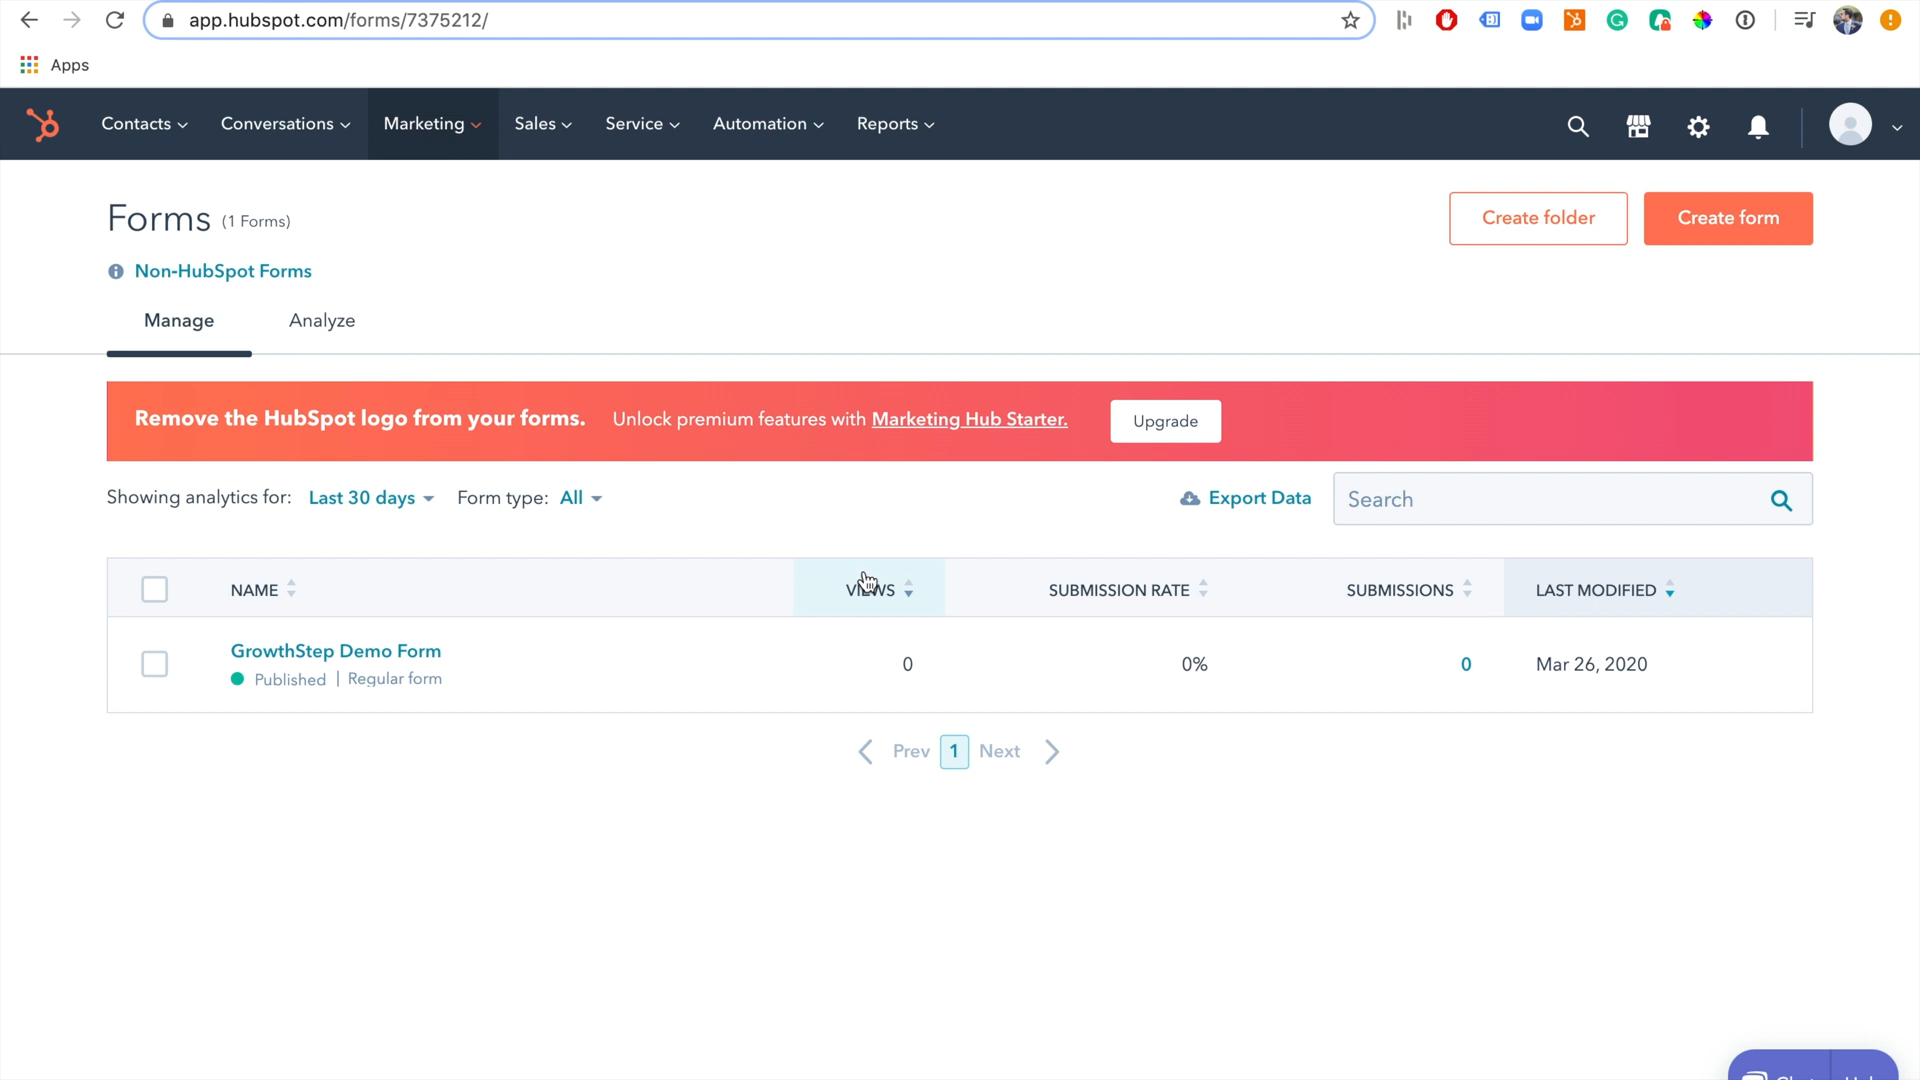 app.hubspot.com/forms/7375212/
Apps
Contacts Conversations Marketing Sales Service Automation Reports
Forms (1 Forms)
Create folder
Create form
Non-HubSpot Forms
Manage
Analyze
Remove the HubSpot logo from your forms. Unlock premium features with Marketing Hub Starter. Upgrade
Showing analytics for: Last 30 days Form type: All Export Data Search
NAME VIEWS SUBMISSION RATE SUBMISSIONS LAST MODIFIED
GrowthStep Demo Form 0 0% 0 Mar 26, 2020
Published | Regular form
Prev 1 Next